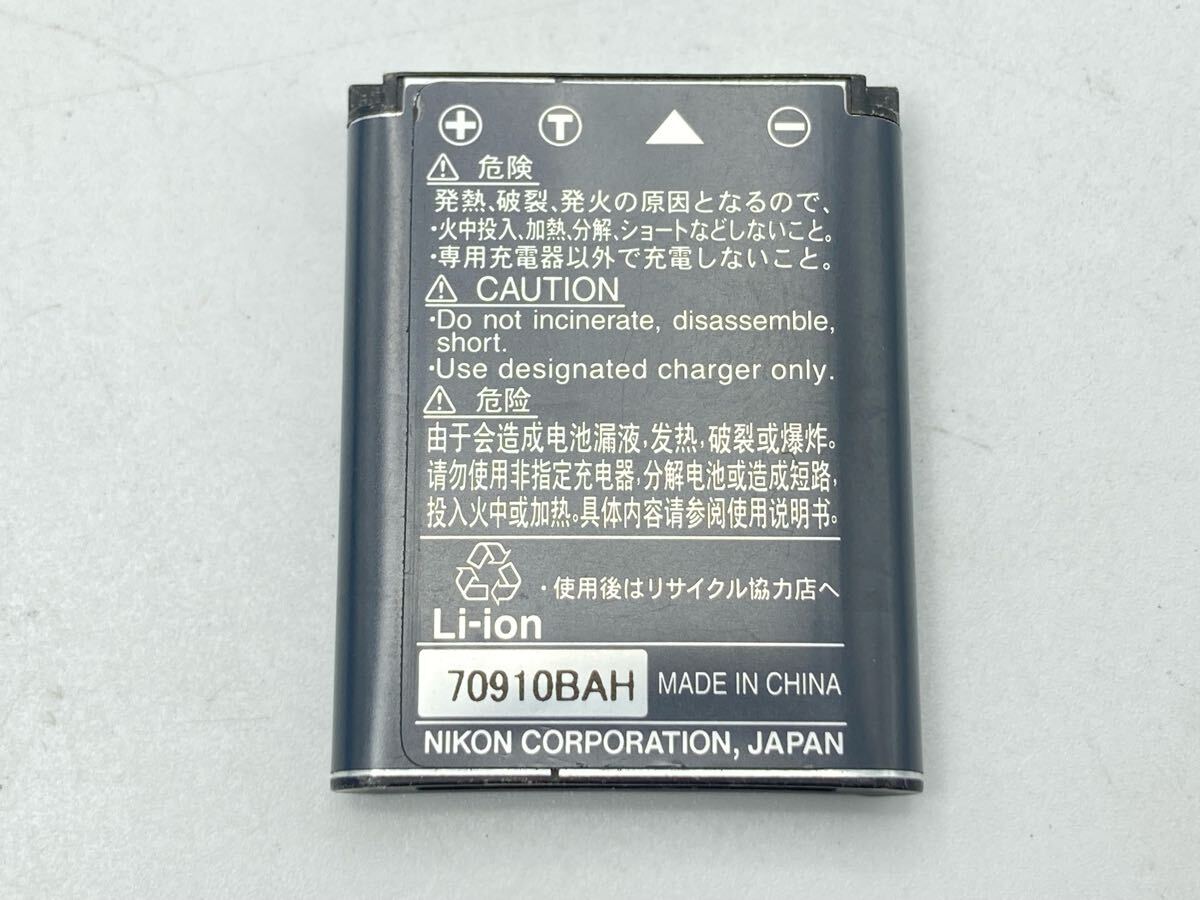 + T −
⚠ 危険
発熱、破裂、発火の原因となるので、
・火中投入、加熱、分解、ショートなどしないこと。
・専用充電器以外で充電しないこと。
⚠ CAUTION
·Do not incinerate, disassemble,
short.
·Use designated charger only.
⚠ 危险
由于会造成电池漏液,发热,破裂或爆炸。
请勿使用非指定充电器,分解电池或造成短路,
投入火中或加热。具体内容请参阅使用说明书。
・使用後はリサイクル協力店へ
Li-ion
70910BAH MADE IN CHINA
NIKON CORPORATION, JAPAN